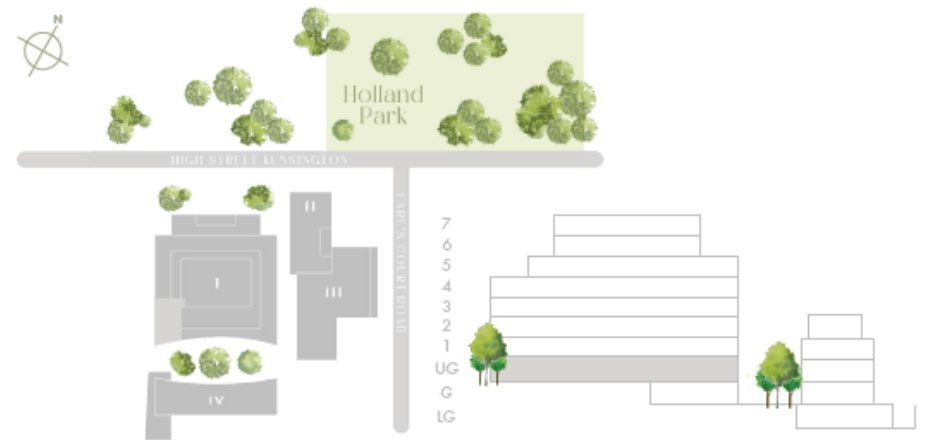 N
Holland
Park
HIGH STREET KENSINGTON
EARL'S COURT ROAD
I
II
III
IV
7
6
5
4
3
2
1
UG
G
LG